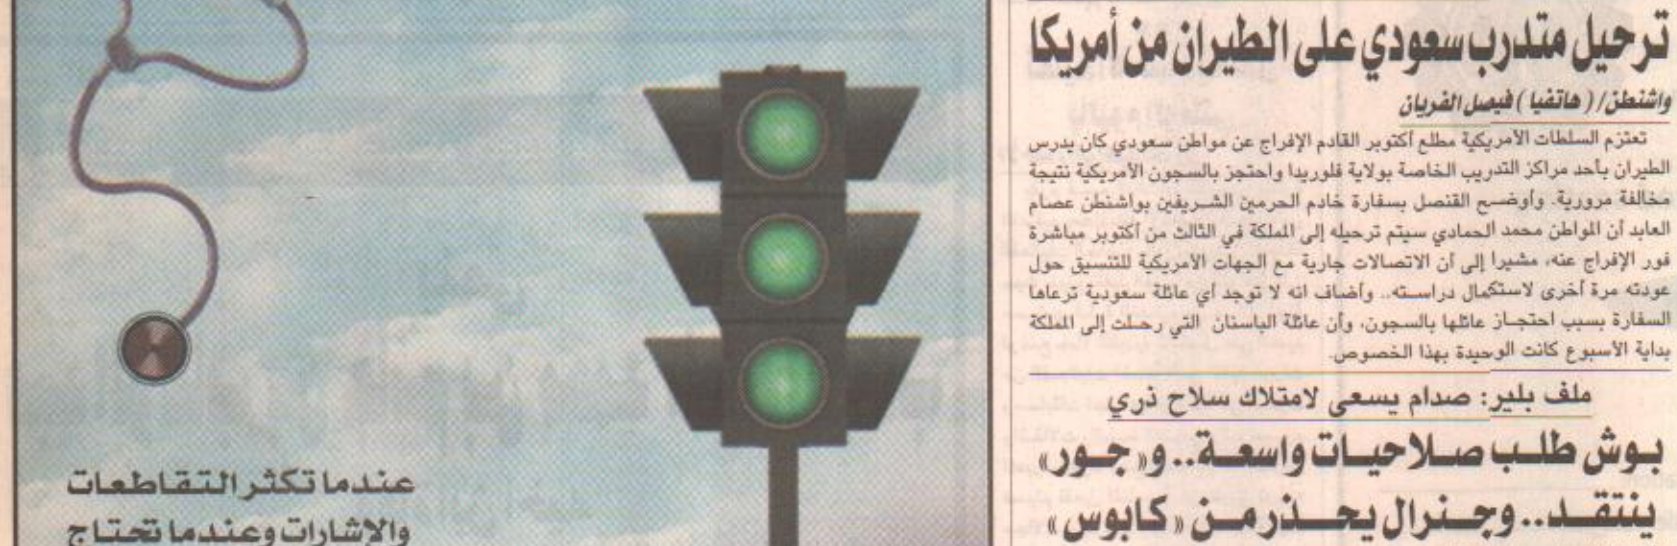 ترحيل متدرب سعودي على الطيران من أمريكا
واشنطن/ ( هاتفيا ) فيصل الفريان
تعتزم السلطات الأمريكية مطلع أكتوبر القادم الإفراج عن مواطن سعودي كان يدرس
الطيران بأحد مراكز التدريب الخاصة بولاية فلوريدا واحتجز بالسجون الأمريكية نتيجة
مخالفة مرورية. وأوضح القنصل بسفارة خادم الحرمين الشريفين بواشنطن عصام
العابد أن المواطن محمد الحمادي سيتم ترحيله إلى المملكة في الثالث من أكتوبر مباشرة
فور الإفراج عنه، مشيرا إلى أن الاتصالات جارية مع الجهات الأمريكية للتنسيق حول
عودته مرة أخرى لاستكمال دراسته.. وأضاف انه لا توجد أي عائلة سعودية ترعاها
السفارة بسبب احتجاز عائلها بالسجون، وأن عائلة الباسنان التي رحلت إلى المملكة
بداية الأسبوع كانت الوحيدة بهذا الخصوص.
ملف بلير: صدام يسعى لامتلاك سلاح ذري
بوش طلب صلاحيات واسعة.. و« جور»
ينتقد.. وجنرال يحذر من « كابوس »
عندما تكثر التقاطعات
والإشارات وعندما تحتاج